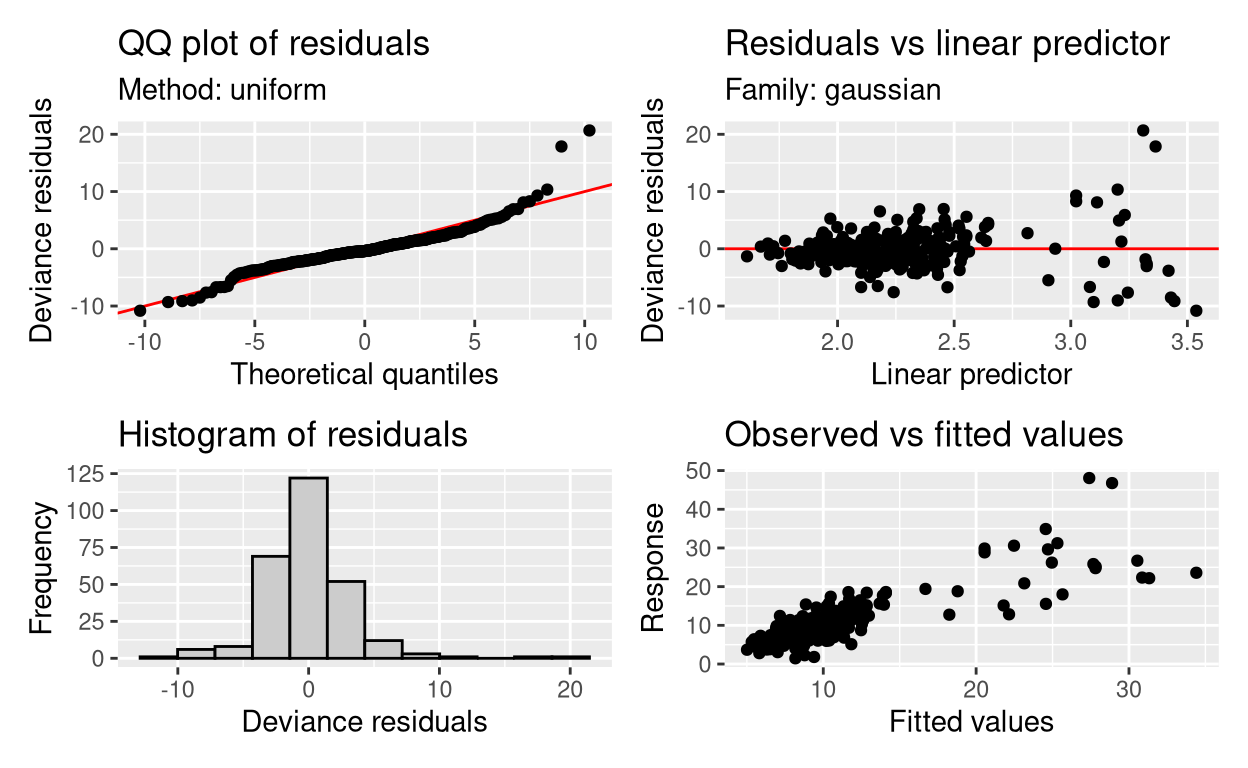 QQ plot of residuals
Method: uniform
Deviance residuals
20
10
0
-10
-10 -5 0 5 10
Theoretical quantiles
Residuals vs linear predictor
Family: gaussian
Deviance residuals
20
10
0
-10
2.0 2.5 3.0 3.5
Linear predictor
Histogram of residuals
Frequency
125
100
75
50
25
0
-10 0 10 20
Deviance residuals
Observed vs fitted values
Response
50
40
30
20
10
0
10 20 30
Fitted values